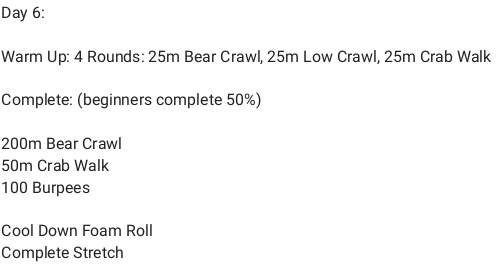 Day 6:
Warm Up: 4 Rounds: 25m Bear Crawl, 25m Low Crawl, 25m Crab Walk
Complete: (beginners complete 50%)
200m Bear Crawl
50m Crab Walk
100 Burpees
Cool Down Foam Roll
Complete Stretch